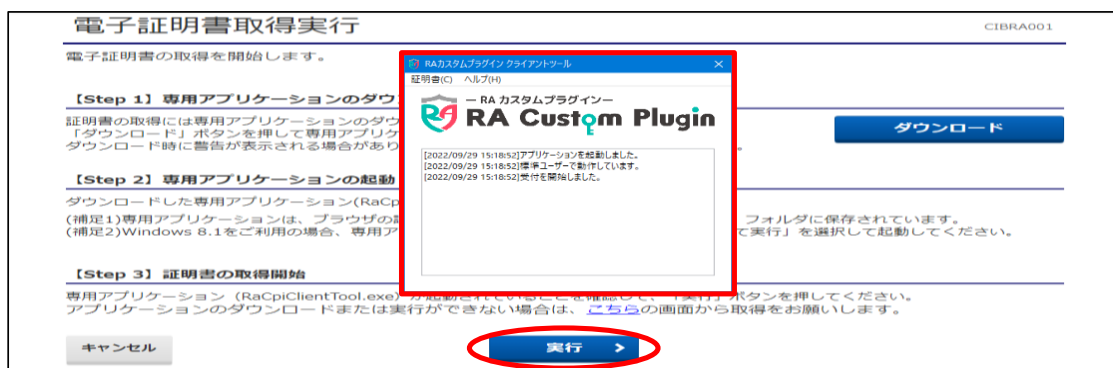 電子証明書取得実行
CIBRA001
電子証明書の取得を開始します。
【Step 1】専用アプリケーションのダウ
証明書の取得には専用アプリケーションのダウ
「ダウンロード」ボタンを押して専用アプリケ
ダウンロード時に警告が表示される場合があり
。
ダウンロード
【Step 2】専用アプリケーションの起動
ダウンロードした専用アプリケーション(RaCp
(補足1)専用アプリケーションは、ブラウザの
フォルダに保存されています。
(補足2)Windows 8.1をご利用の場合、専用ア
て実行」を選択して起動してください。
【Step 3】証明書の取得開始
専用アプリケーション（RaCpiClientTool.exe）が起動されていることを確認して、「実行」ボタンを押してください。
アプリケーションのダウンロードまたは実行ができない場合は、こちらの画面から取得をお願いします。
キャンセル
実行 >
RAカスタムプラグイン クライアントツール ×
証明書(C) ヘルプ(H)
— RA カスタムプラグイン—
RA Custom Plugin
[2022/09/29 15:18:52]アプリケーションを起動しました。
[2022/09/29 15:18:52]標準ユーザーで動作しています。
[2022/09/29 15:18:52]受付を開始しました。